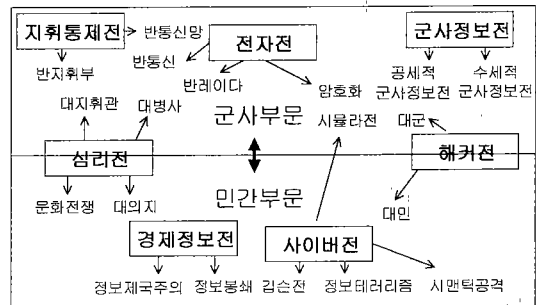 지휘통제전
반통신망
전자전
군사정보전
반통신
반지휘부
반레이다
암호화
공세적
군사정보전
수세적
군사정보전
대지휘관
대병사
군사부문
시뮬라전
대군
심리전
해커전
민간부문
문화전쟁
대의지
대민
경제정보전
사이버전
정보제국주의
정보봉쇄
깁슨전
정보테러리즘
시맨틱공격